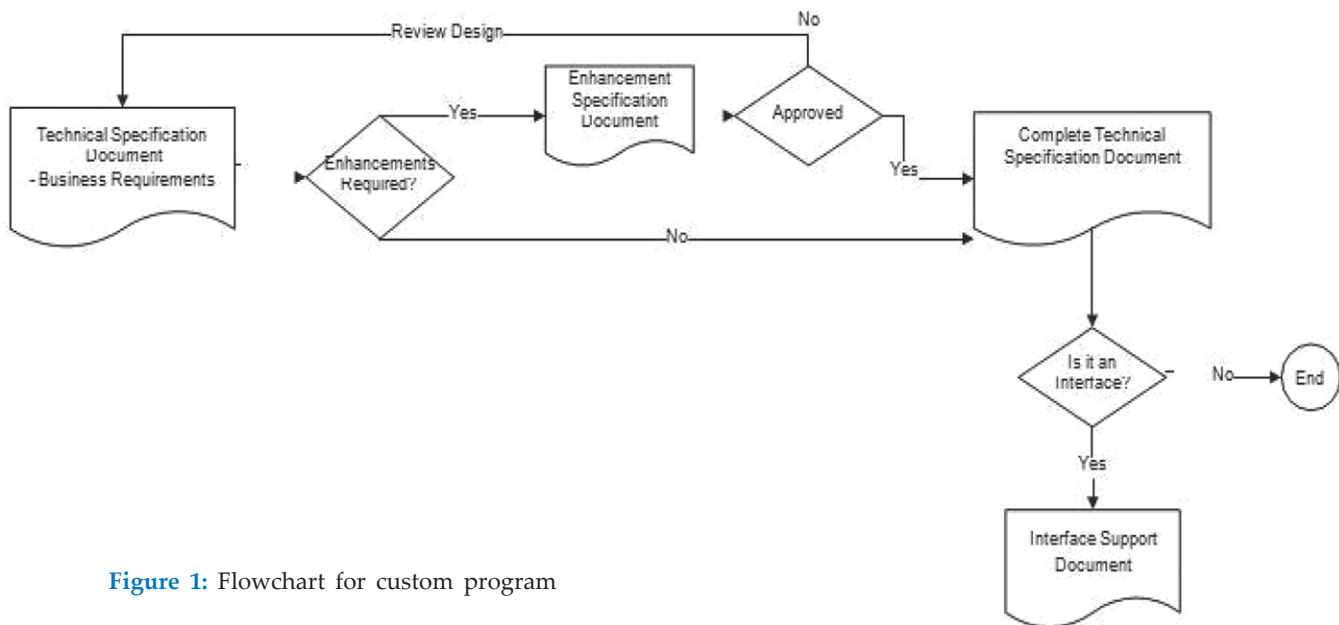 No
Review Design
Technical Specification
Document
- Business Requirements
Enhancements
Required?
Yes
Enhancement
Specification
Document
Approved
Yes
Complete Technical
Specification Document
No
Is it an
Interface?
No
End
Yes
Interface Support
Document
Figure 1: Flowchart for custom program